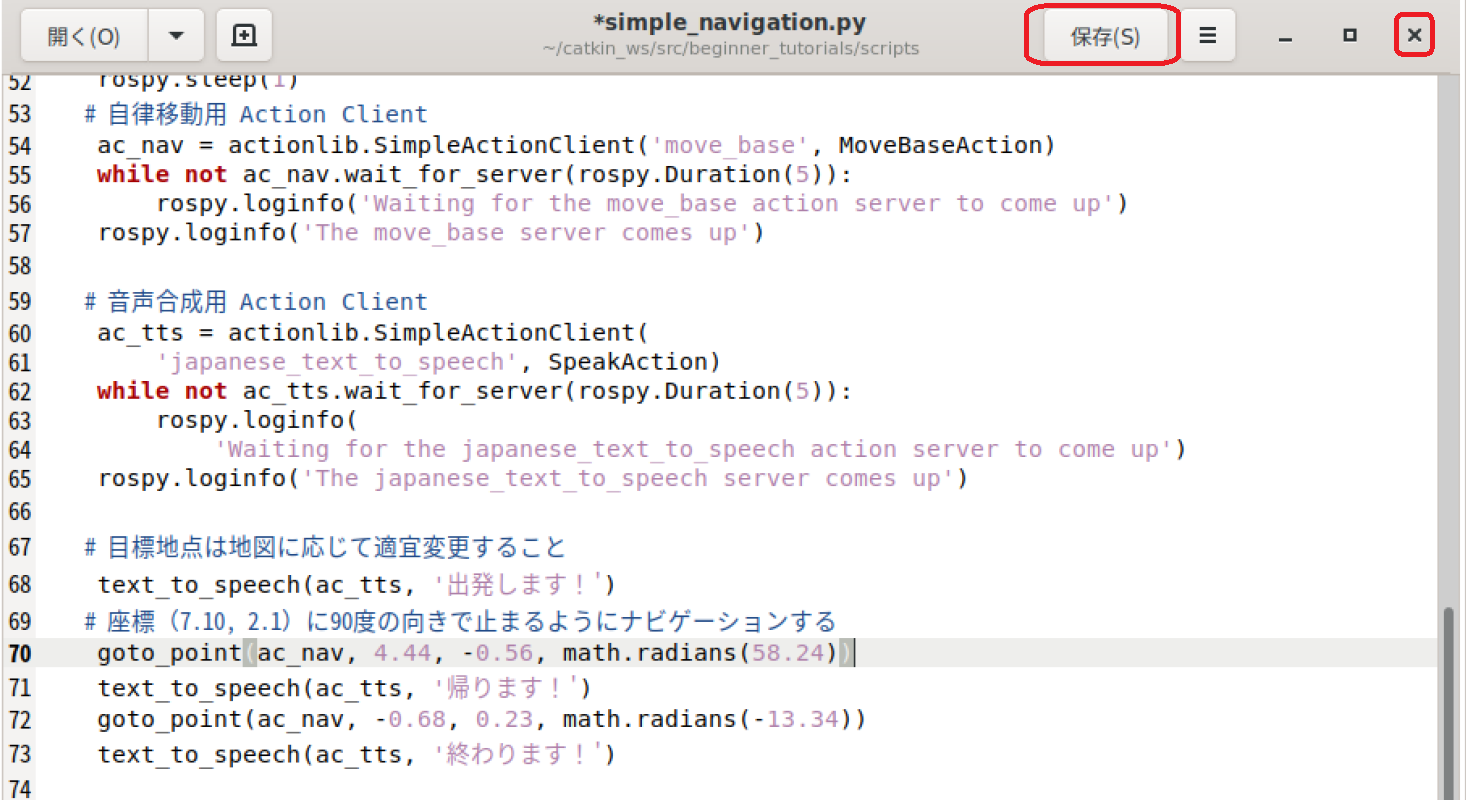 開く(O)
*simple_navigation.py
~/catkin_ws/src/beginner_tutorials/scripts
保存(S)
52 rospy.sleep(1)
53 # 自律移動用 Action Client
54 ac_nav = actionlib.SimpleActionClient('move_base', MoveBaseAction)
55 while not ac_nav.wait_for_server(rospy.Duration(5)):
56 rospy.loginfo('Waiting for the move_base action server to come up')
57 rospy.loginfo('The move_base server comes up')
58
59 # 音声合成用 Action Client
60 ac_tts = actionlib.SimpleActionClient(
61 'japanese_text_to_speech', SpeakAction)
62 while not ac_tts.wait_for_server(rospy.Duration(5)):
63 rospy.loginfo(
64 'Waiting for the japanese_text_to_speech action server to come up')
65 rospy.loginfo('The japanese_text_to_speech server comes up')
66
67 # 目標地点は地図に応じて適宜変更すること
68 text_to_speech(ac_tts, '出発します！')
69 # 座標（7.10, 2.1）に90度の向きで止まるようにナビゲーションする
70 goto_point(ac_nav, 4.44, -0.56, math.radians(58.24))
71 text_to_speech(ac_tts, '帰ります！')
72 goto_point(ac_nav, -0.68, 0.23, math.radians(-13.34))
73 text_to_speech(ac_tts, '終わります！')
74